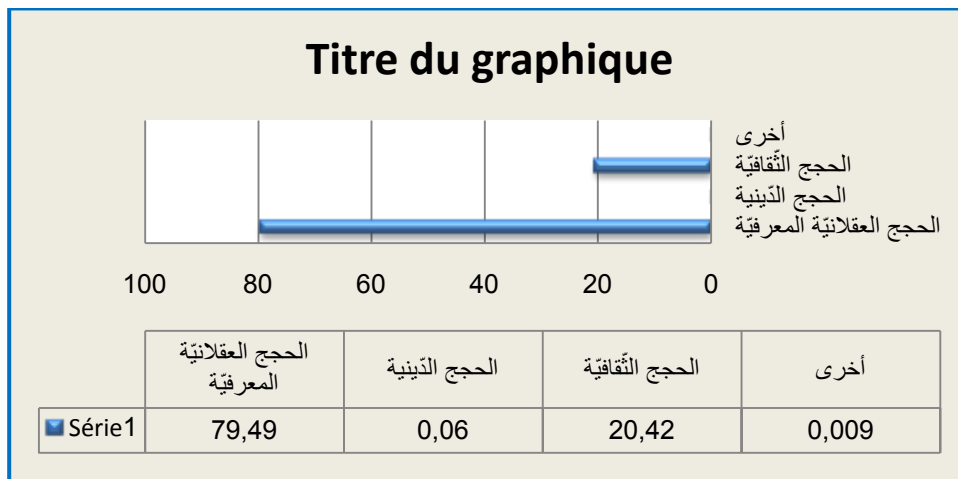 Titre du graphique
أخرى
الحجج الثّقافيّة
الحجج الدّينية
الحجج العقلانيّة المعرفيّة
100 80 60 40 20 0
الحجج العقلانيّة
المعرفيّة
الحجج الدّينية
الحجج الثّقافيّة
أخرى
Série1 79,49 0,06 20,42 0,009